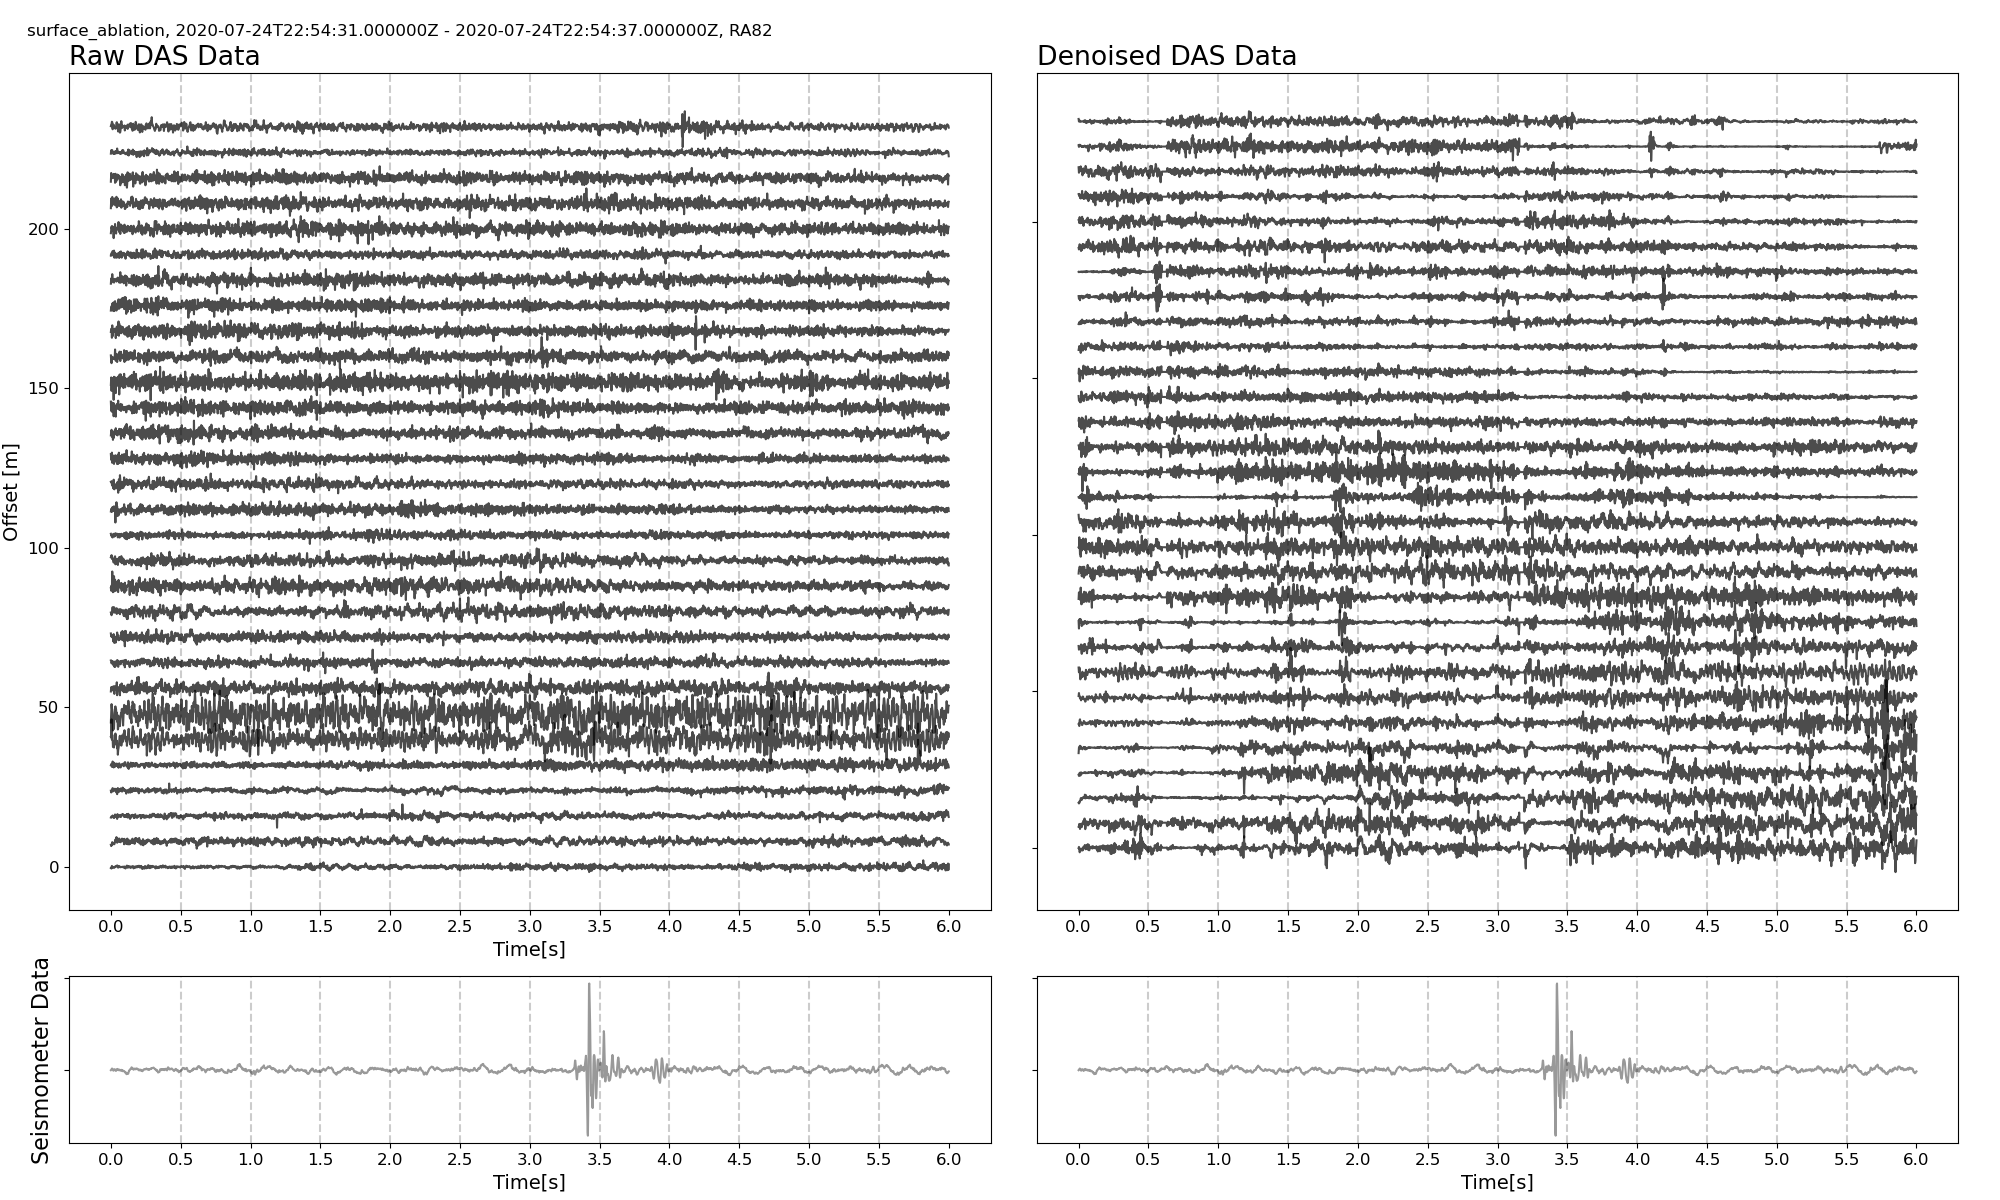 surface_ablation, 2020-07-24T22:54:31.000000Z - 2020-07-24T22:54:37.000000Z, RA82
Raw DAS Data
Denoised DAS Data
Offset [m]
200
150
100
50
0
0.0 0.5 1.0 1.5 2.0 2.5 3.0 3.5 4.0 4.5 5.0 5.5 6.0
Time[s]
0.0 0.5 1.0 1.5 2.0 2.5 3.0 3.5 4.0 4.5 5.0 5.5 6.0
Seismometer Data
0.0 0.5 1.0 1.5 2.0 2.5 3.0 3.5 4.0 4.5 5.0 5.5 6.0
Time[s]
0.0 0.5 1.0 1.5 2.0 2.5 3.0 3.5 4.0 4.5 5.0 5.5 6.0
Time[s]